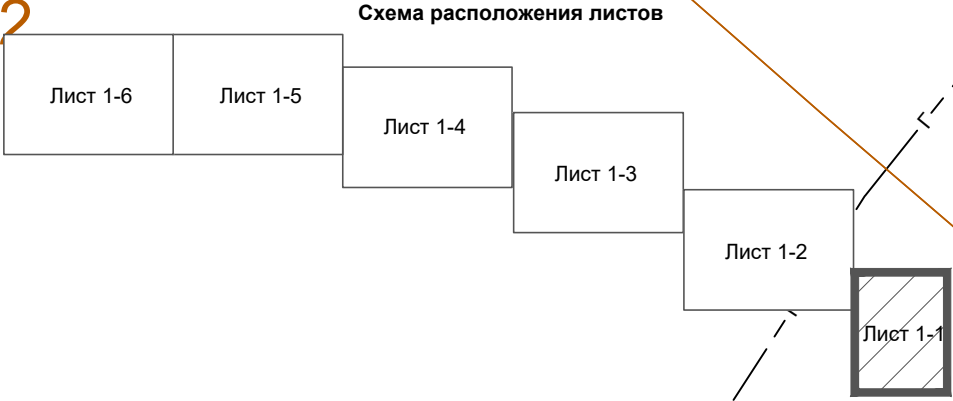 Схема расположения листов
2
Лист 1-6
Лист 1-5
Лист 1-4
Лист 1-3
Лист 1-2
Лист 1-1
Г